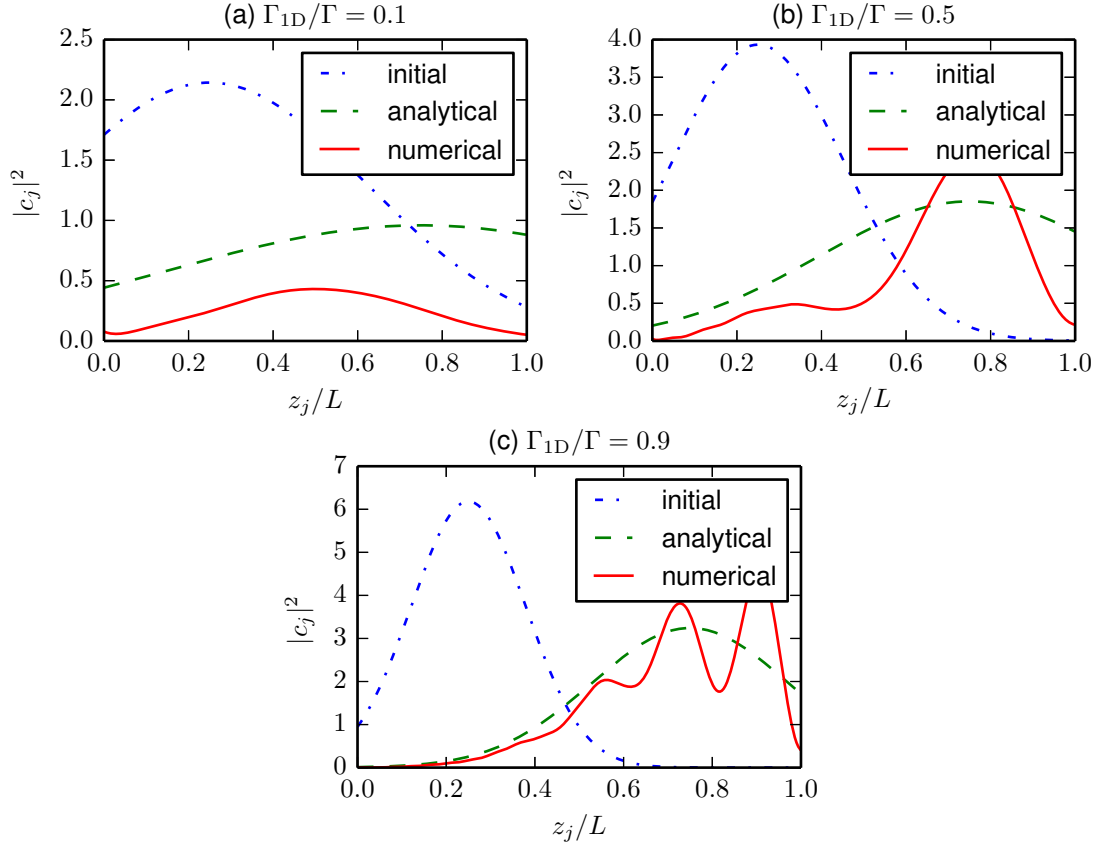 (a) Γ1D/Γ = 0.1
2.5
2.0
1.5
1.0
0.5
0.0
|cj|²
initial
analytical
numerical
0.0 0.2 0.4 0.6 0.8 1.0
zj/L
(b) Γ1D/Γ = 0.5
4.0
3.5
3.0
2.5
2.0
1.5
1.0
0.5
0.0
|cj|²
initial
analytical
numerical
0.0 0.2 0.4 0.6 0.8 1.0
zj/L
(c) Γ1D/Γ = 0.9
7
6
5
4
3
2
1
0
|cj|²
initial
analytical
numerical
0.0 0.2 0.4 0.6 0.8 1.0
zj/L